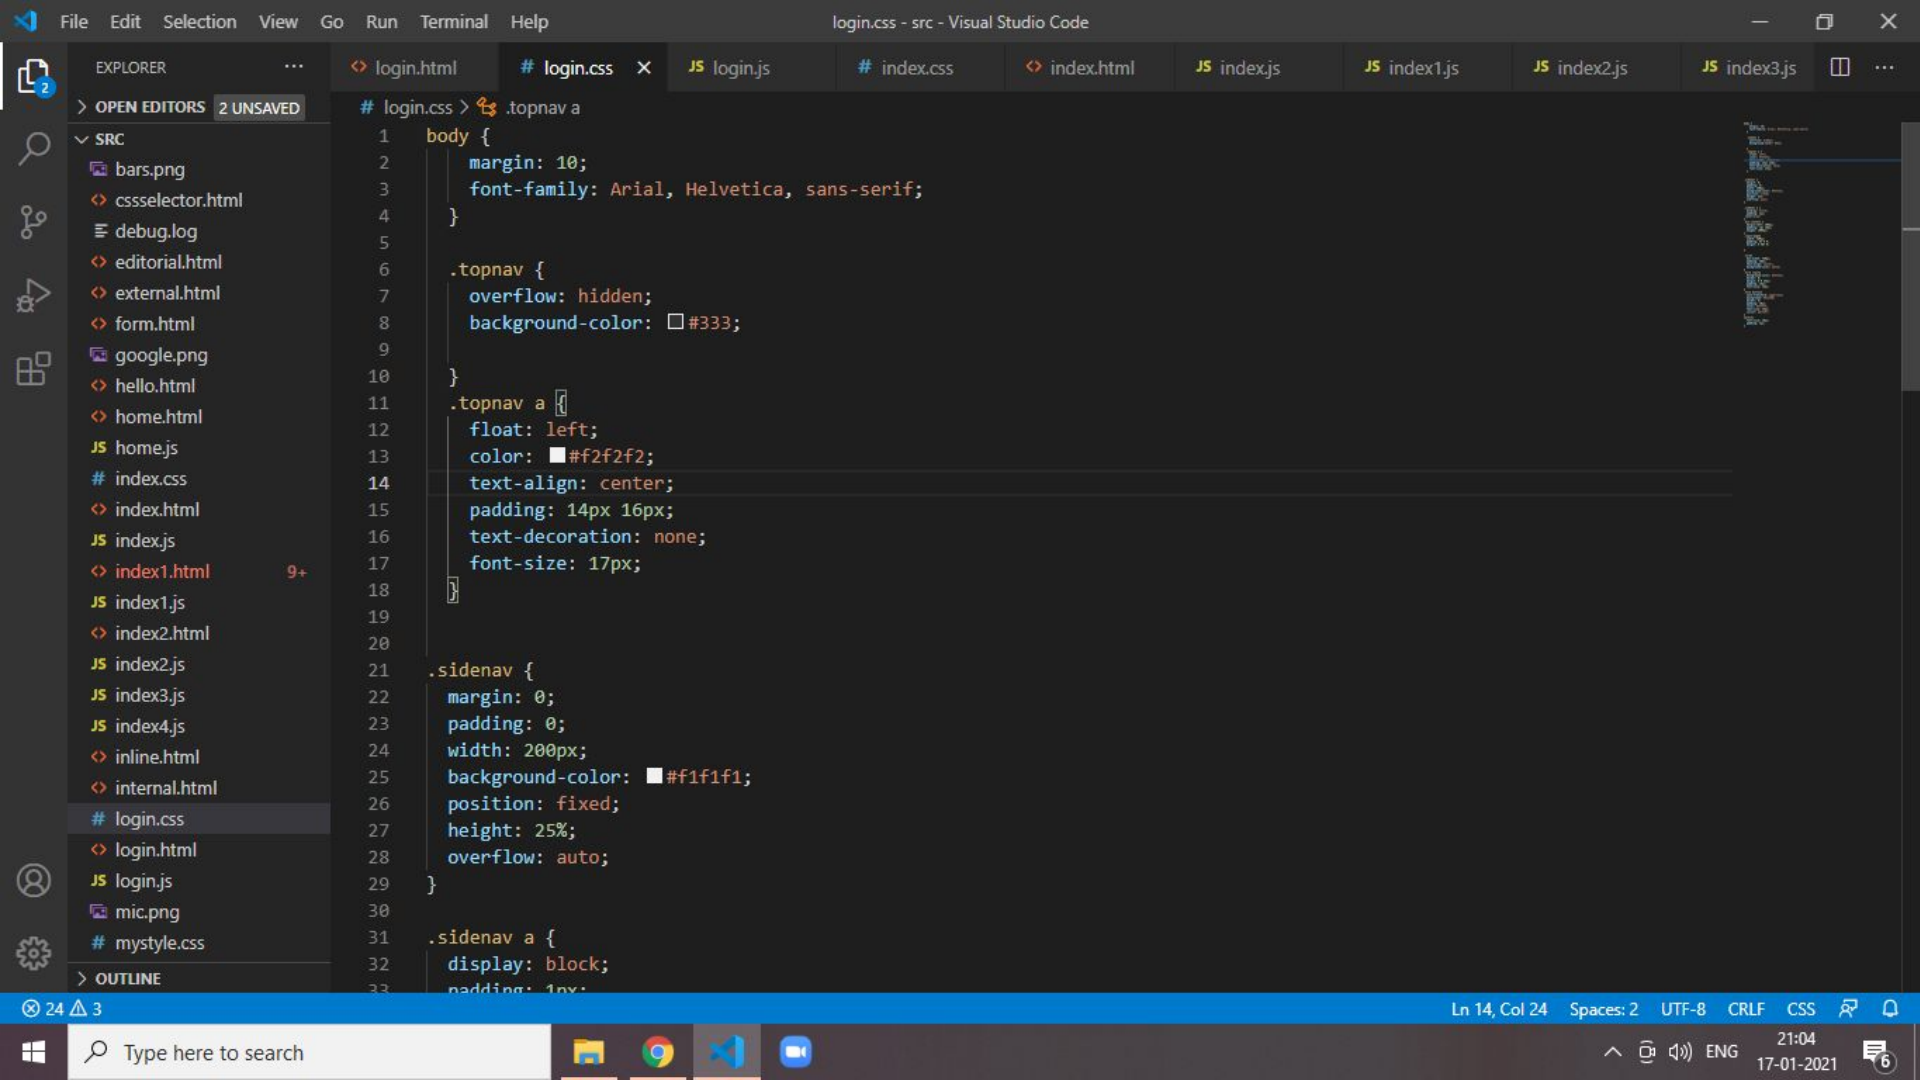 File Edit Selection View Go Run Terminal Help
login.css - src - Visual Studio Code
EXPLORER
2
OPEN EDITORS 2 UNSAVED
SRC
bars.png
cssselector.html
debug.log
editorial.html
external.html
form.html
google.png
hello.html
home.html
JS home.js
# index.css
index.html
JS index.js
index1.html 9+
JS index1.js
index2.html
JS index2.js
JS index3.js
JS index4.js
inline.html
internal.html
# login.css
login.html
JS login.js
mic.png
# mystyle.css
OUTLINE
login.html # login.css JS login.js # index.css index.html JS index.js JS index1.js JS index2.js JS index3.js
# login.css > .topnav a
1 body {
2 margin: 10;
3 font-family: Arial, Helvetica, sans-serif;
4 }
5
6 .topnav {
7 overflow: hidden;
8 background-color: #333;
9
10 }
11 .topnav a {
12 float: left;
13 color: #f2f2f2;
14 text-align: center;
15 padding: 14px 16px;
16 text-decoration: none;
17 font-size: 17px;
18 }
19
20
21 .sidenav {
22 margin: 0;
23 padding: 0;
24 width: 200px;
25 background-color: #f1f1f1;
26 position: fixed;
27 height: 25%;
28 overflow: auto;
29 }
30
31 .sidenav a {
32 display: block;
33 padding: 1px;
24 3
Ln 14, Col 24 Spaces: 2 UTF-8 CRLF CSS
Type here to search
ENG
21:04
17-01-2021
6